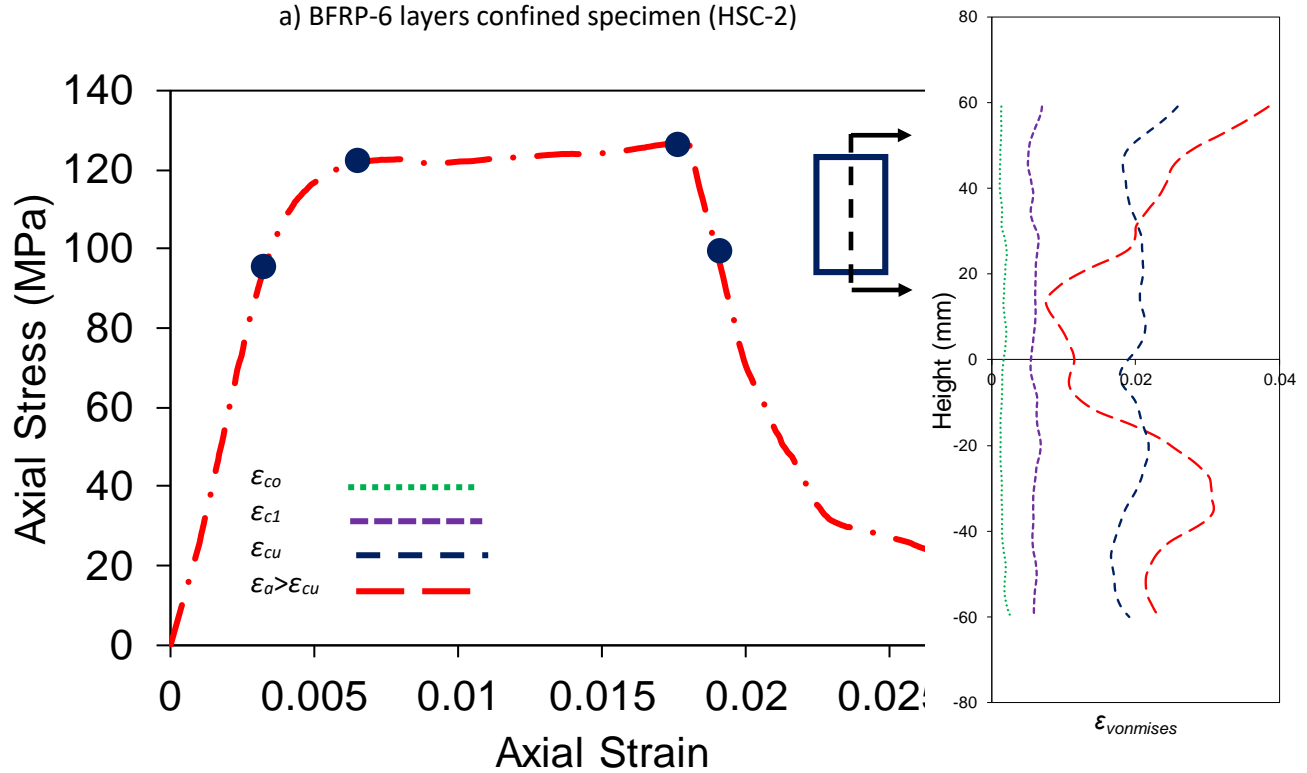 a) BFRP-6 layers confined specimen (HSC-2)
Axial Stress (MPa)
140
120
100
80
60
40
20
0
0 0.005 0.01 0.015 0.02 0.025
Axial Strain
εco
εc1
εcu
εa>εcu
Height (mm)
80
60
40
20
0
-20
-40
-60
-80
0 0.02 0.04
εvonmises